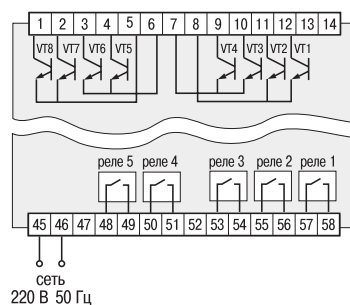 1 2 3 4 5 6 7 8 9 10 11 12 13 14
VT8 VT7 VT6 VT5 VT4 VT3 VT2 VT1
реле 5 реле 4 реле 3 реле 2 реле 1
45 46 47 48 49 50 51 52 53 54 55 56 57 58
сеть
220 В 50 Гц